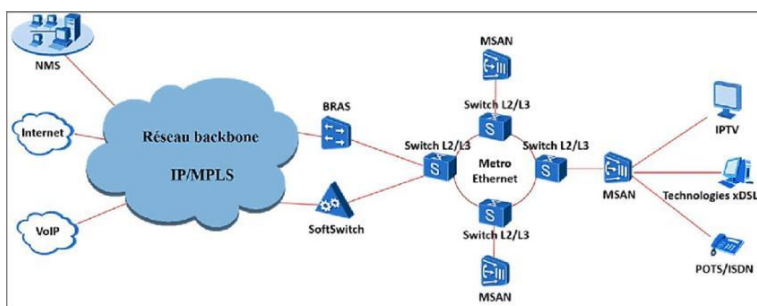 NMS
Internet
VoIP
Réseau backbone
IP/MPLS
BRAS
SoftSwitch
MSAN
Switch L2/L3
Switch L2/L3
Metro
Ethernet
Switch L2/L3
Switch L2/L3
MSAN
MSAN
IPTV
Technologies xDSL
POTS/ISDN